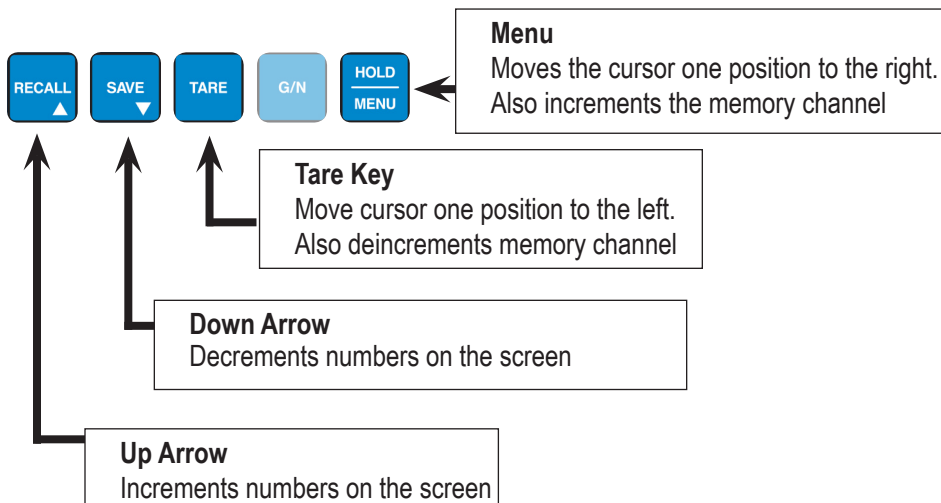 Menu
Moves the cursor one position to the right.
Also increments the memory channel
RECALL
SAVE
TARE
G/N
HOLD
MENU
Tare Key
Move cursor one position to the left.
Also deincrements memory channel
Down Arrow
Decrements numbers on the screen
Up Arrow
Increments numbers on the screen